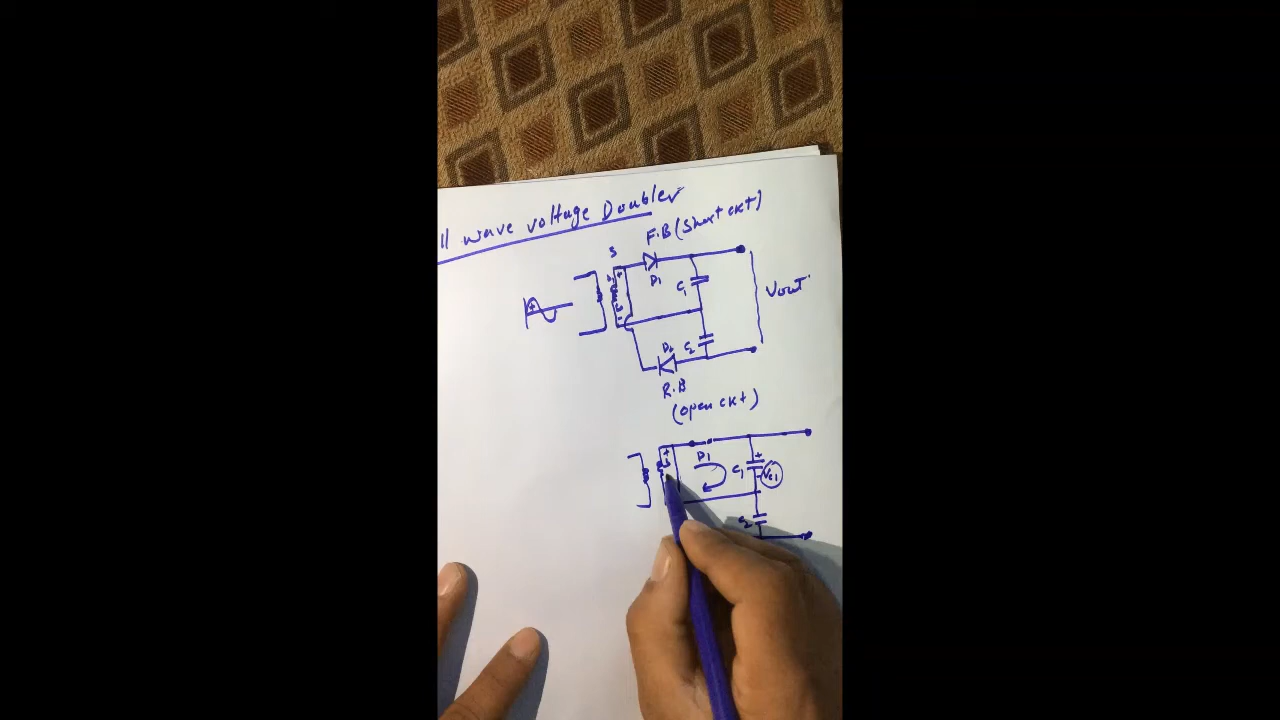 ll wave voltage Doubler
F.B (short ckt)
S
D1
C1
Vout
+
D2
C2
R.B
(open ckt)
+
D1
+
C1
-
Vc1
C2